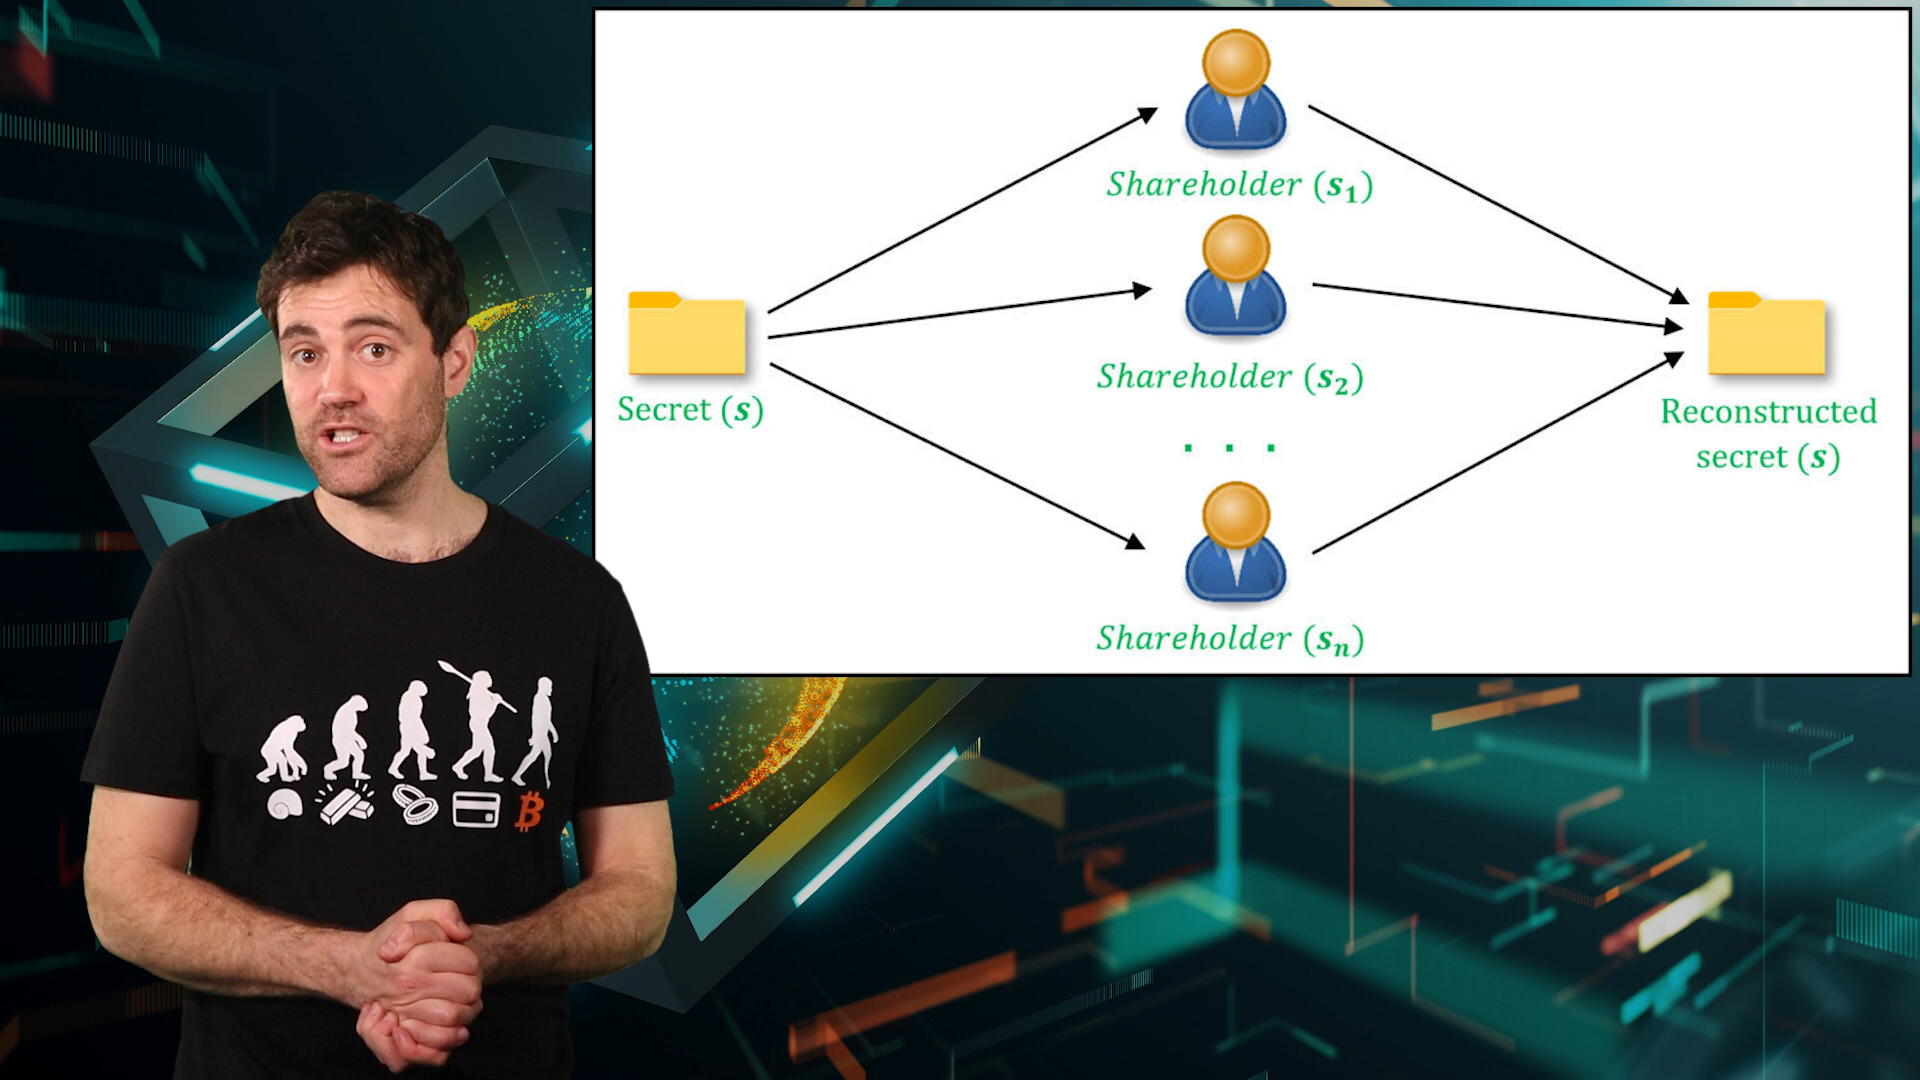 Shareholder (s₁)
Shareholder (s₂)
Secret (s)
Reconstructed
secret (s)
. . .
Shareholder (sₙ)